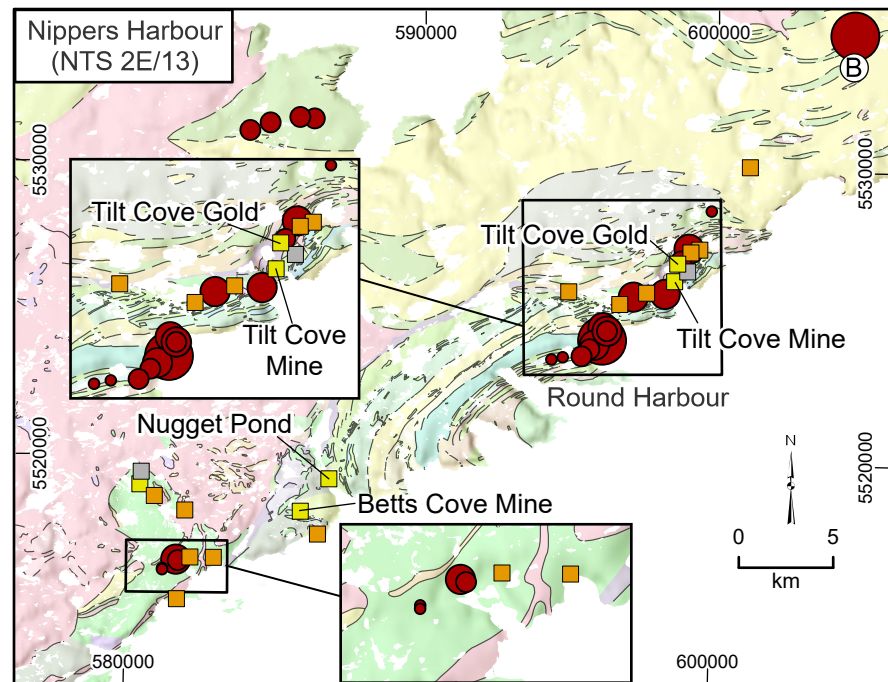 Nippers Harbour
(NTS 2E/13)
590000
600000
B
5530000
5530000
Tilt Cove Gold
Tilt Cove Gold
Tilt Cove
Mine
Tilt Cove Mine
Round Harbour
Nugget Pond
Betts Cove Mine
5520000
5520000
N
0
5
km
580000
600000